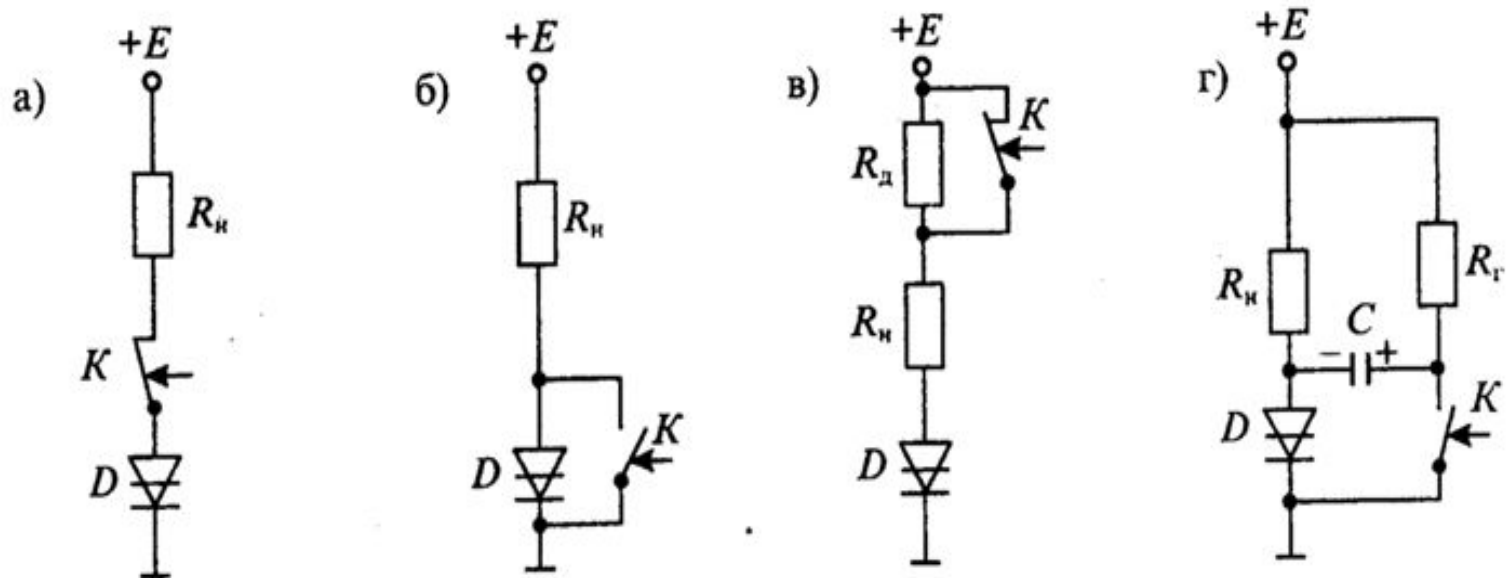 а)
+E
Rн
К
D
б)
+E
Rн
D
К
в)
+E
Rд
К
Rн
D
г)
+E
Rн
Rг
C
− +
D
К